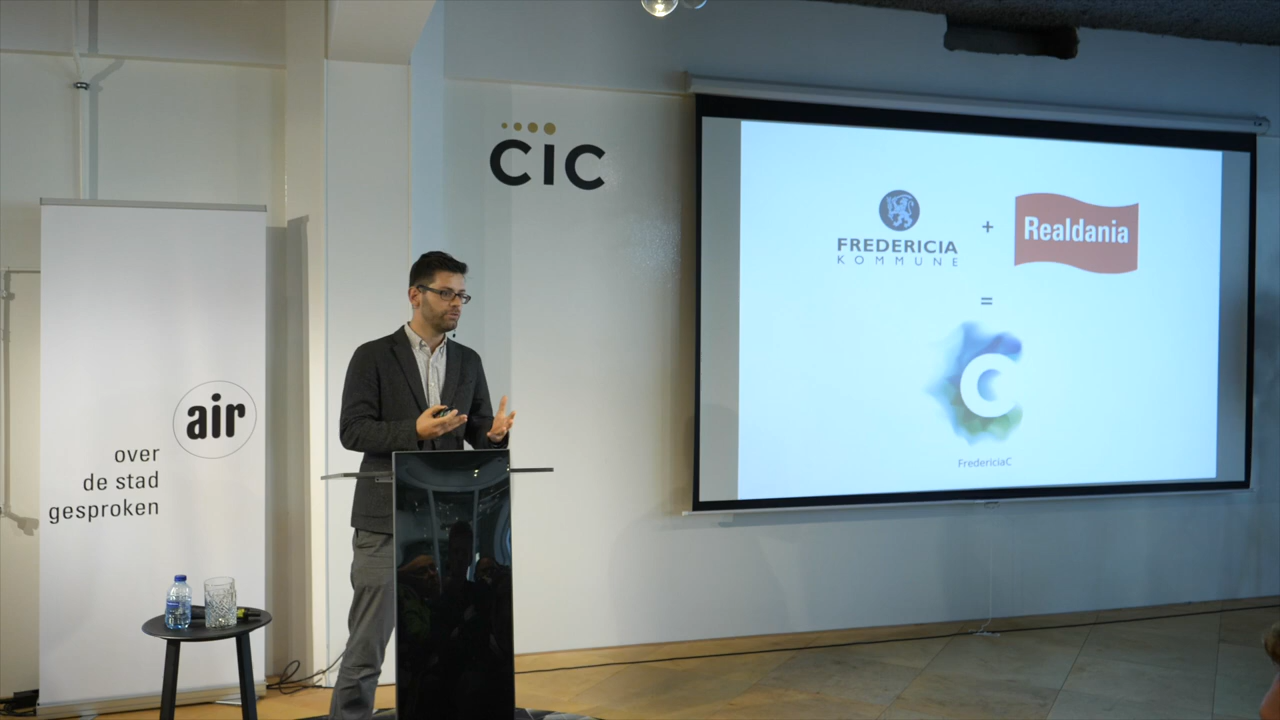 air
over
de stad
gesproken
CIC
FREDERICIA
KOMMUNE
+
Realdania
=
C
FredericiaC